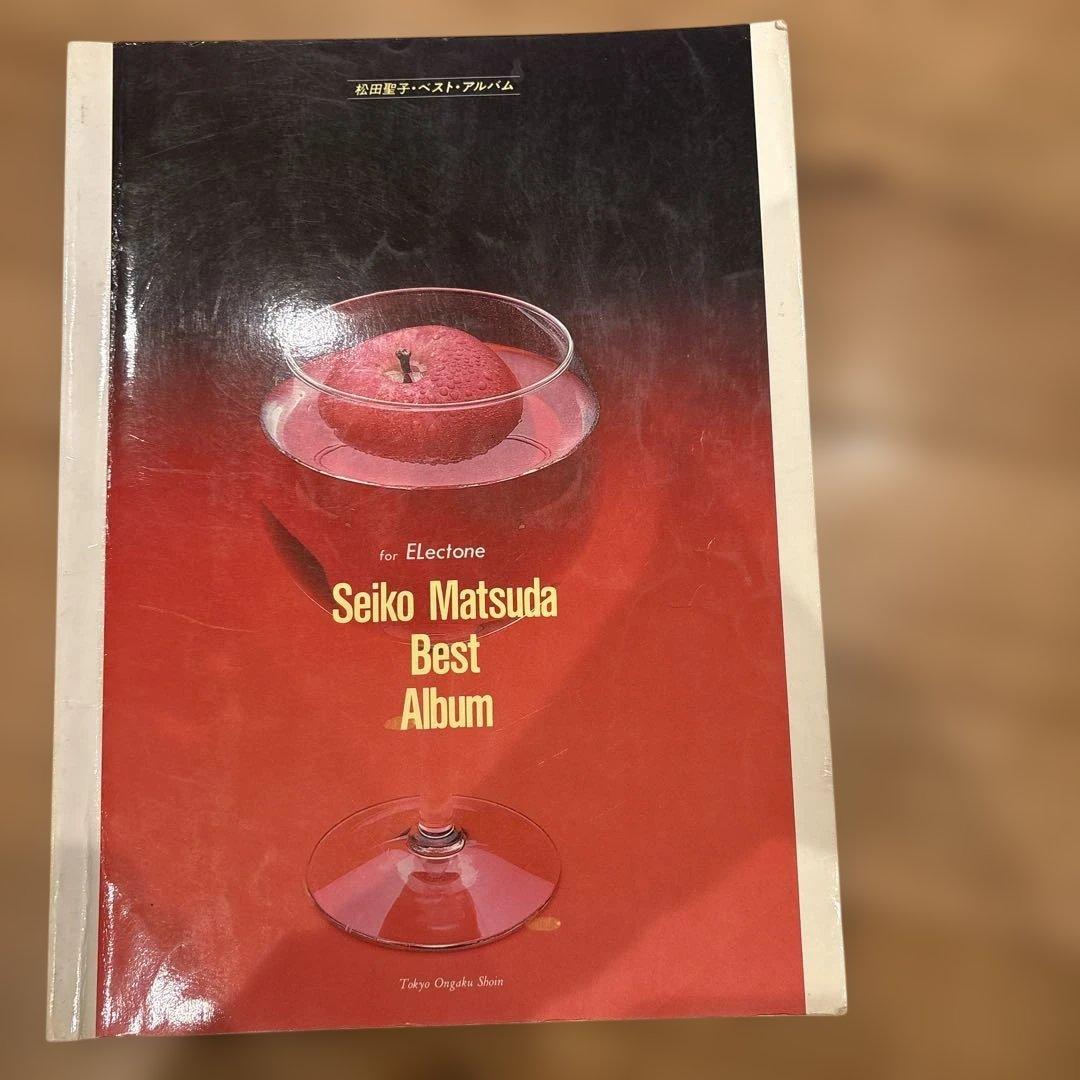 松田聖子・ベスト・アルバム
for ELectone
Seiko Matsuda
Best
Album
Tokyo Ongaku Shoin